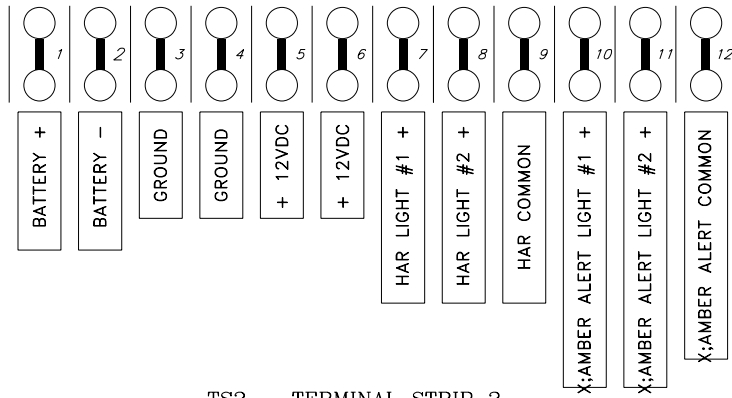 1 2 3 4 5 6 7 8 9 10 11 12
BATTERY +
BATTERY -
GROUND
GROUND
+ 12VDC
+ 12VDC
HAR LIGHT #1 +
HAR LIGHT #2 +
HAR COMMON
X;AMBER ALERT LIGHT #1 +
X;AMBER ALERT LIGHT #2 +
X;AMBER ALERT COMMON
TS2 TERMINAL STRIP 2